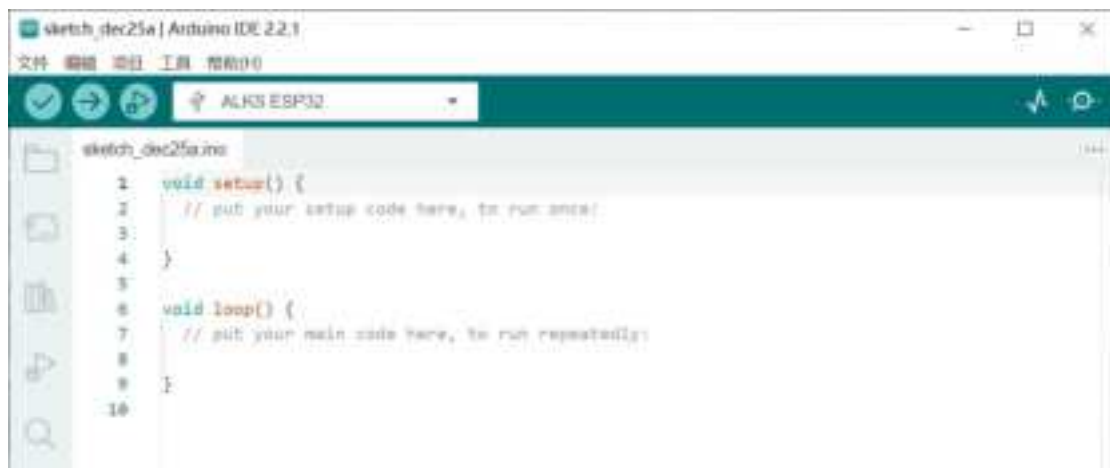 sketch_dec25a | Arduino IDE 2.2.1
文件 编辑 项目 工具 帮助(H)
ALKS ESP32
sketch_dec25a.ino
1 void setup() {
2 // put your setup code here, to run once:
3
4 }
5
6 void loop() {
7 // put your main code here, to run repeatedly:
8
9 }
10